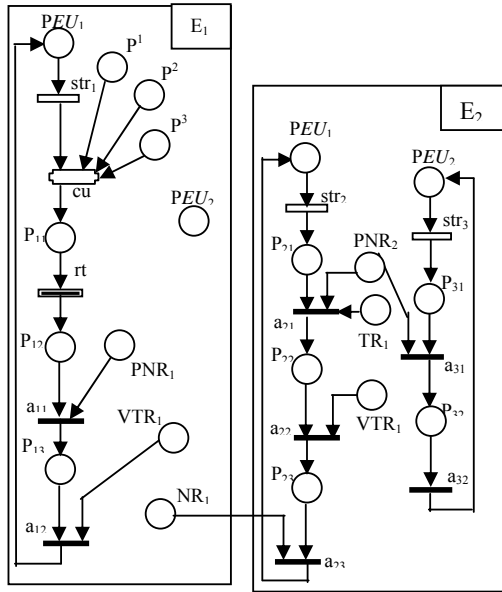 PEU₁
E₁
P¹
str₁
P²
P³
cu
PEU₂
P₁₁
rt
P₁₂
PNR₁
a₁₁
VTR₁
P₁₃
NR₁
a₁₂
E₂
PEU₁
PEU₂
str₂
str₃
P₂₁
PNR₂
P₃₁
a₂₁
TR₁
a₃₁
P₂₂
P₃₂
a₂₂
VTR₁
a₃₂
P₂₃
a₂₃